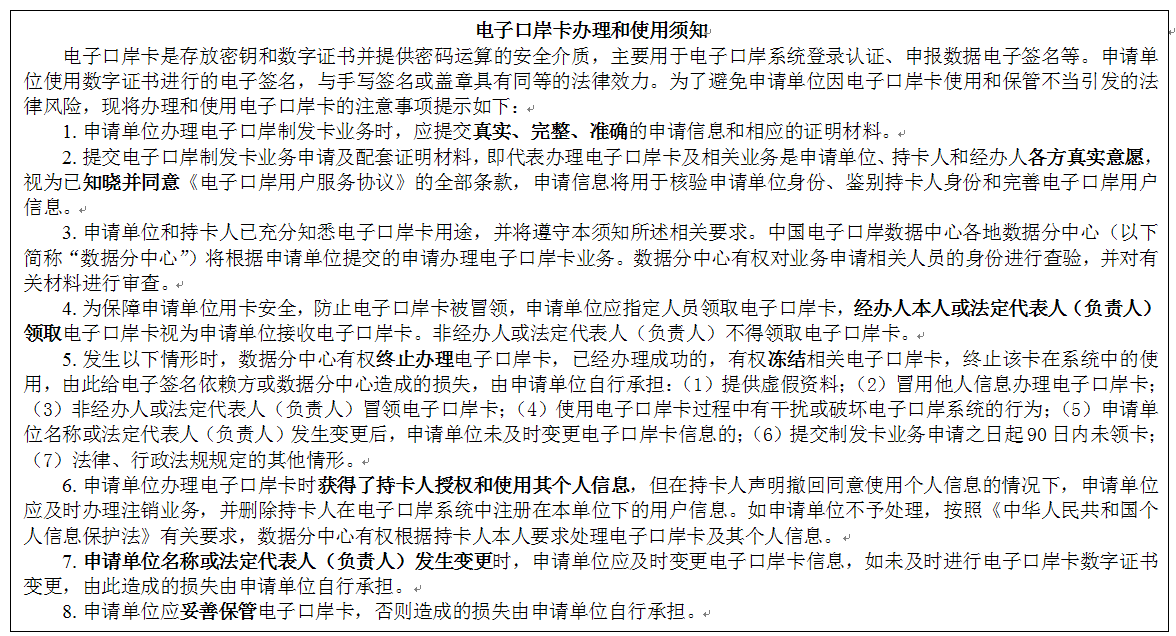 电子口岸卡办理和使用须知
电子口岸卡是存放密钥和数字证书并提供密码运算的安全介质，主要用于电子口岸系统登录认证、申报数据电子签名等。申请单
位使用数字证书进行的电子签名，与手写签名或盖章具有同等的法律效力。为了避免申请单位因电子口岸卡使用和保管不当引发的法
律风险，现将办理和使用电子口岸卡的注意事项提示如下：
1. 申请单位办理电子口岸制发卡业务时，应提交真实、完整、准确的申请信息和相应的证明材料。
2. 提交电子口岸制发卡业务申请及配套证明材料，即代表办理电子口岸卡及相关业务是申请单位、持卡人和经办人各方真实意愿，
视为已知晓并同意《电子口岸用户服务协议》的全部条款，申请信息将用于核验申请单位身份、鉴别持卡人身份和完善电子口岸用户
信息。
3. 申请单位和持卡人已充分知悉电子口岸卡用途，并将遵守本须知所述相关要求。中国电子口岸数据中心各地数据分中心（以下
简称“数据分中心”）将根据申请单位提交的申请办理电子口岸卡业务。数据分中心有权对业务申请相关人员的身份进行查验，并对有
关材料进行审查。
4. 为保障申请单位用卡安全，防止电子口岸卡被冒领，申请单位应指定人员领取电子口岸卡，经办人本人或法定代表人（负责人）
领取电子口岸卡视为申请单位接收电子口岸卡。非经办人或法定代表人（负责人）不得领取电子口岸卡。
5. 发生以下情形时，数据分中心有权终止办理电子口岸卡，已经办理成功的，有权冻结相关电子口岸卡，终止该卡在系统中的使
用，由此给电子签名依赖方或数据分中心造成的损失，由申请单位自行承担：（1）提供虚假资料；（2）冒用他人信息办理电子口岸卡；
（3）非经办人或法定代表人（负责人）冒领电子口岸卡；（4）使用电子口岸卡过程中有干扰或破坏电子口岸系统的行为；（5）申请单
位名称或法定代表人（负责人）发生变更后，申请单位未及时变更电子口岸卡信息的；（6）提交制发卡业务申请之日起90日内未领卡；
（7）法律、行政法规规定的其他情形。
6. 申请单位办理电子口岸卡时获得了持卡人授权和使用其个人信息，但在持卡人声明撤回同意使用个人信息的情况下，申请单位
应及时办理注销业务，并删除持卡人在电子口岸系统中注册在本单位下的用户信息。如申请单位不予处理，按照《中华人民共和国个
人信息保护法》有关要求，数据分中心有权根据持卡人本人要求处理电子口岸卡及其个人信息。
7. 申请单位名称或法定代表人（负责人）发生变更时，申请单位应及时变更电子口岸卡信息，如未及时进行电子口岸卡数字证书
变更，由此造成的损失由申请单位自行承担。
8. 申请单位应妥善保管电子口岸卡，否则造成的损失由申请单位自行承担。